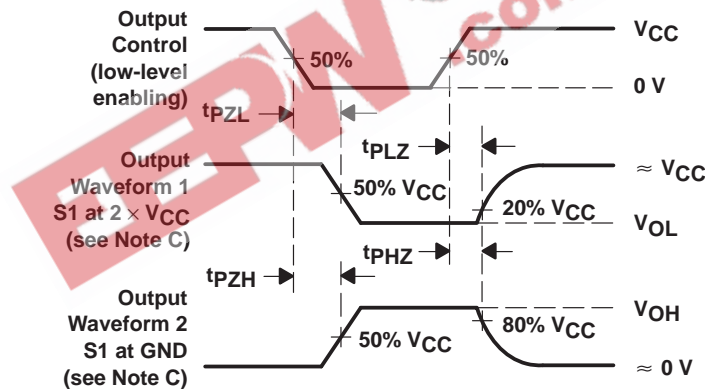 Output
Control
(low-level
enabling)
50%
50%
VCC
0 V
tPZL
tPLZ
Output
Waveform 1
S1 at 2 × VCC
(see Note C)
50% VCC
20% VCC
≈ VCC
VOL
tPZH
tPHZ
Output
Waveform 2
S1 at GND
(see Note C)
50% VCC
80% VCC
VOH
≈ 0 V
EEPW
.com